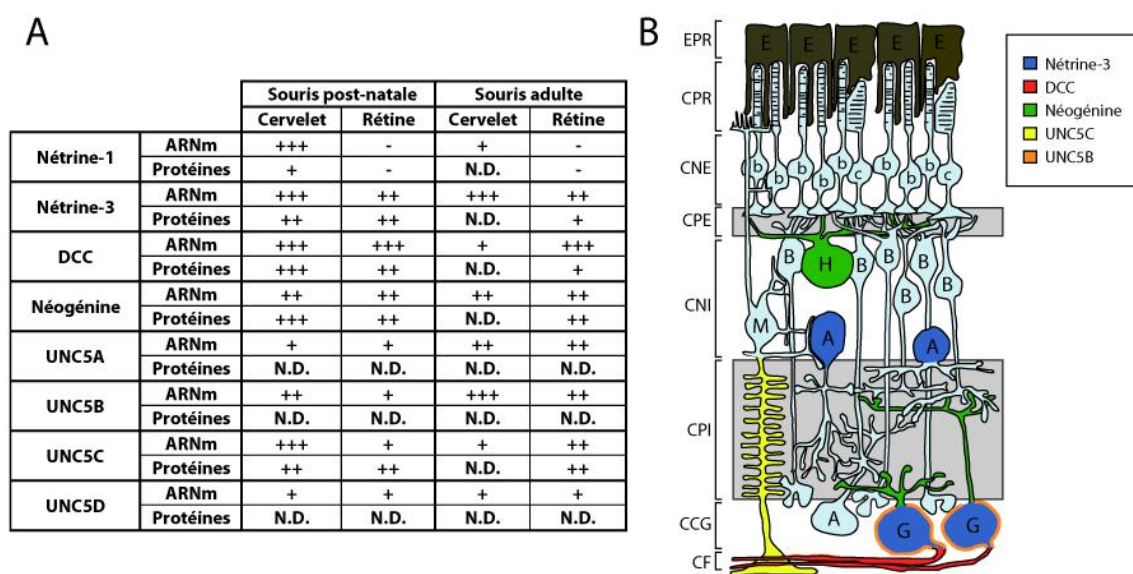 A
Souris post-natale Souris adulte
Cervelet Rétine Cervelet Rétine
Nétrine-1 ARNm +++ - + -
Protéines + - N.D. -
Nétrine-3 ARNm +++ ++ +++ ++
Protéines ++ ++ N.D. +
DCC ARNm +++ +++ + +++
Protéines +++ ++ N.D. +
Néogénine ARNm ++ ++ ++ ++
Protéines +++ ++ N.D. ++
UNC5A ARNm + + ++ ++
Protéines N.D. N.D. N.D. N.D.
UNC5B ARNm ++ + +++ ++
Protéines N.D. N.D. N.D. N.D.
UNC5C ARNm +++ + + ++
Protéines ++ ++ N.D. ++
UNC5D ARNm + + + +
Protéines N.D. N.D. N.D. N.D.
B
EPR
E E E E E
CPR
CNE
b b b b c b b b c
CPE
CNI
B H B B B B B
M A A
CPI
CCG
A G G
CF
Nétrine-3
DCC
Néogénine
UNC5C
UNC5B